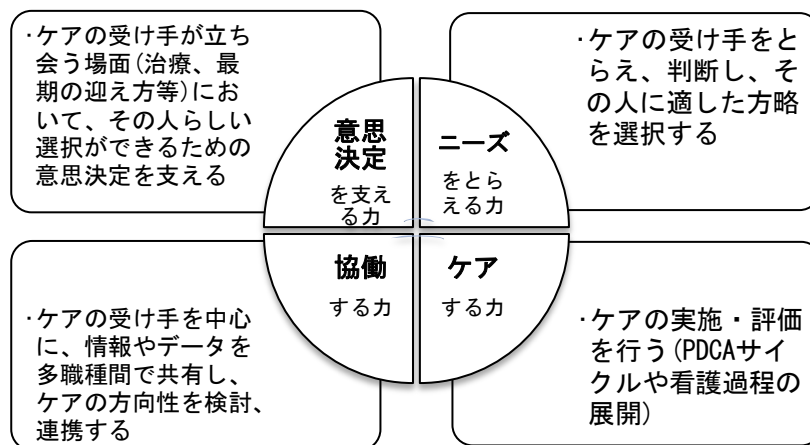 ・ケアの受け手が立ち
会う場面(治療、最
期の迎え方等)にお
いて、その人らしい
選択ができるための
意思決定を支える
・ケアの受け手をと
らえ、判断し、そ
の人に適した方略
を選択する
意思
決定
を支え
る力
ニーズ
をとら
える力
協働
する力
ケア
する力
・ケアの受け手を中心
に、情報やデータを
多職種間で共有し、
ケアの方向性を検討、
連携する
・ケアの実施・評価
を行う(PDCAサイ
クルや看護過程の
展開)